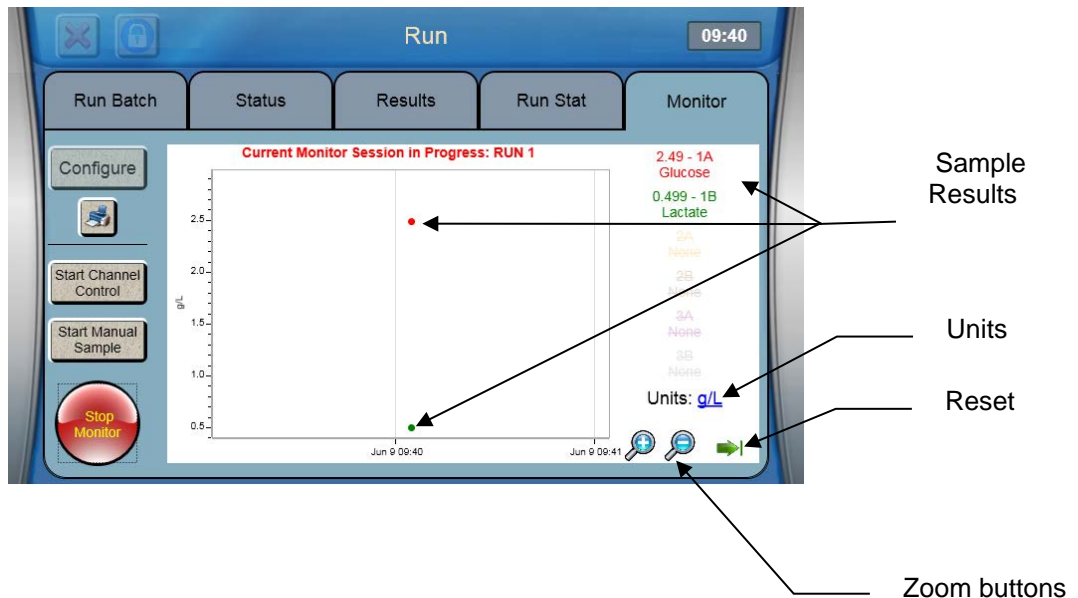 Run
09:40
Run Batch
Status
Results
Run Stat
Monitor
Configure
Start Channel
Control
Start Manual
Sample
Stop
Monitor
Current Monitor Session in Progress: RUN 1
g/L
2.5
2.0
1.5
1.0
0.5
Jun 9 09:40
Jun 9 09:41
2.49 - 1A
Glucose
0.499 - 1B
Lactate
2A
None
2B
None
3A
None
3B
None
Units: g/L
Sample
Results
Units
Reset
Zoom buttons